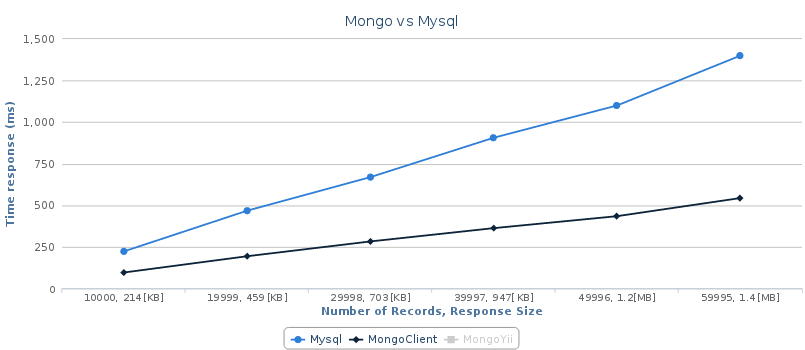 Mongo vs Mysql
Time response (ms)
1,500
1,250
1,000
750
500
250
0
10000, 214[KB] 19999, 459[KB] 29998, 703[KB] 39997, 947[KB] 49996, 1.2[MB] 59995, 1.4[MB]
Number of Records, Response Size
Mysql MongoClient MongoYii